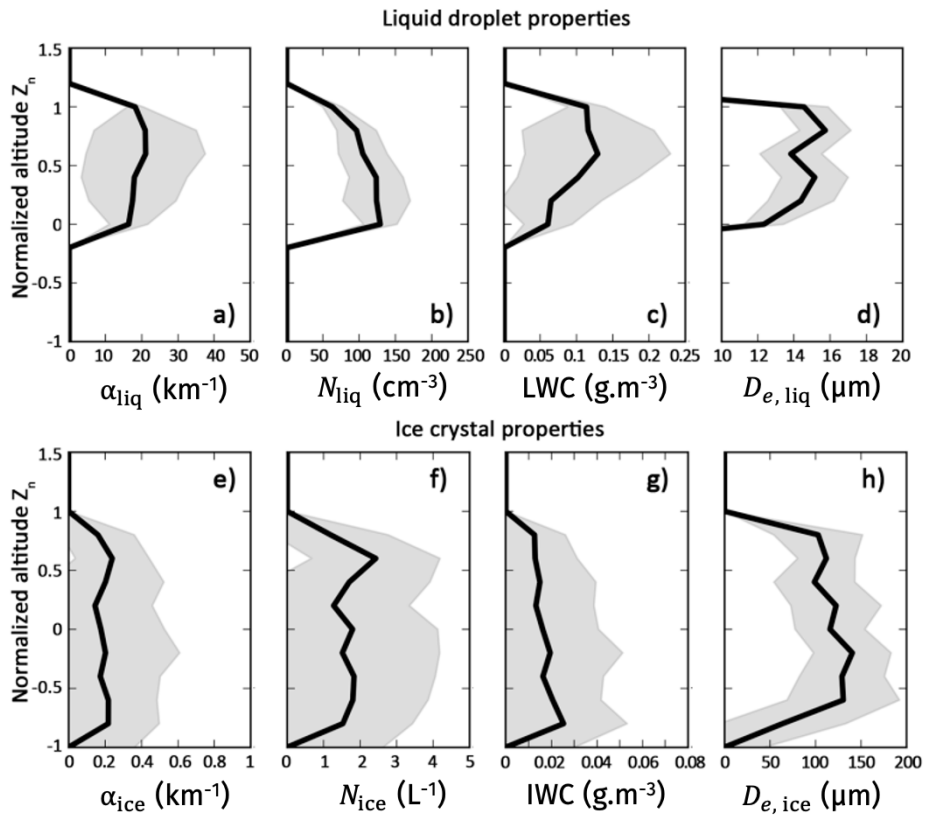 Liquid droplet properties
Normalized altitude Zn
1.5
1
0.5
0
-0.5
-1
a)
b)
c)
d)
0 10 20 30 40 50
0 50 100 150 200 250
0 0.05 0.1 0.15 0.2 0.25
10 12 14 16 18 20
αliq (km-1)
Nliq (cm-3)
LWC (g.m-3)
De, liq (μm)
Ice crystal properties
Normalized altitude Zn
1.5
1
0.5
0
-0.5
-1
e)
f)
g)
h)
0 0.2 0.4 0.6 0.8 1
0 1 2 3 4 5
0 0.02 0.04 0.06 0.08
0 50 100 150 200
αice (km-1)
Nice (L-1)
IWC (g.m-3)
De, ice (μm)